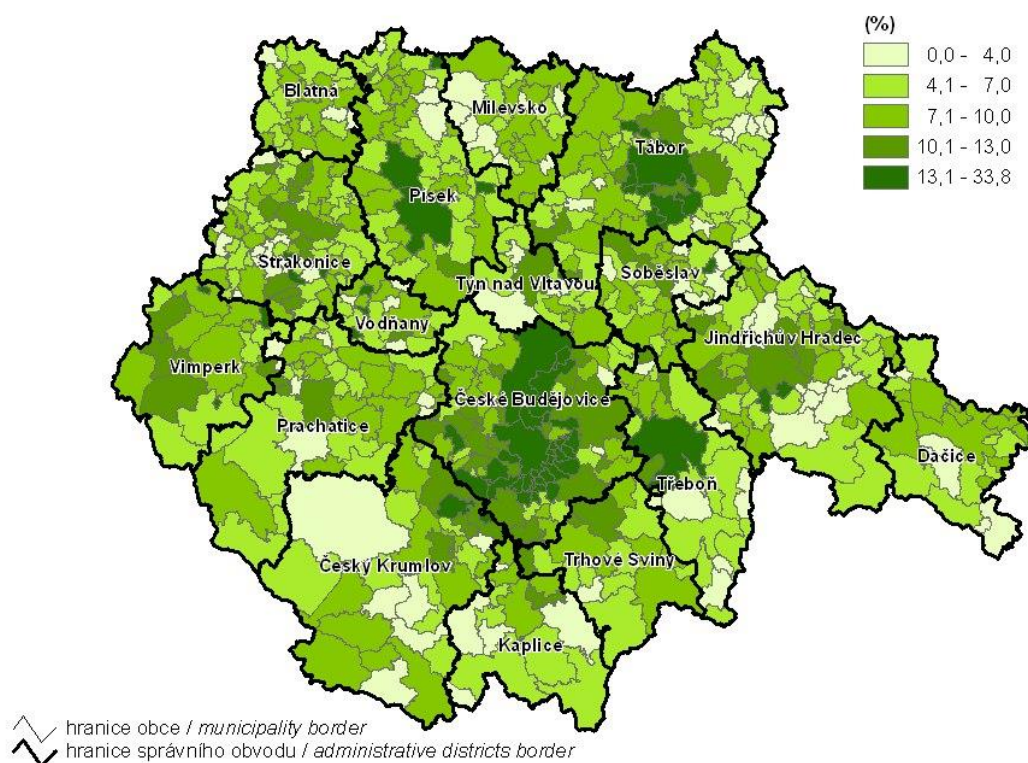 (%)
0,0 - 4,0
4,1 - 7,0
7,1 - 10,0
10,1 - 13,0
13,1 - 33,8
Blatná
Milevsko
Tábor
Písek
Strakonice
Týn nad Vltavou
Soběslav
Vodňany
Jindřichův Hradec
Vimperk
České Budějovice
Prachatice
Dačice
Třeboň
Český Krumlov
Trhové Sviny
Kaplice
hranice obce / municipality border
hranice správního obvodu / administrative districts border